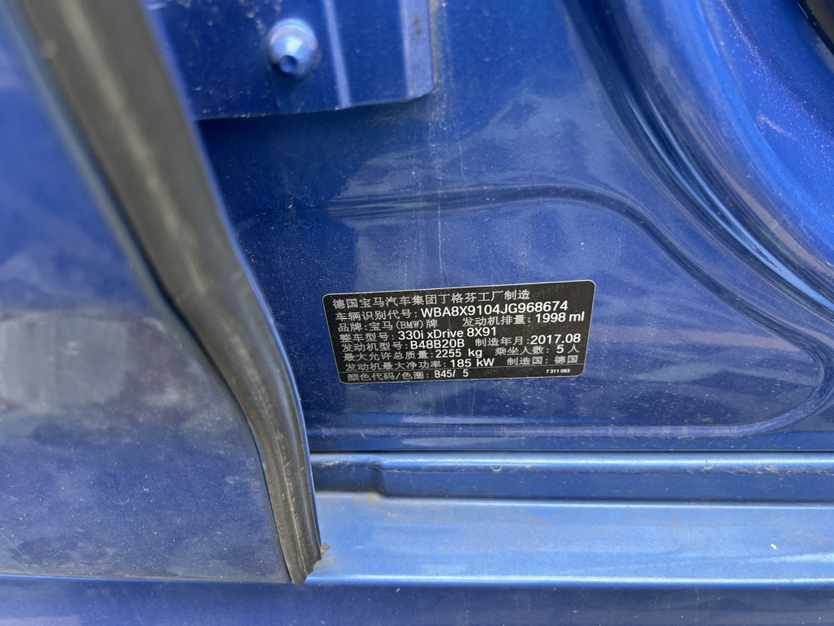 德国宝马汽车集团丁格芬工厂制造
车辆识别代号: WBA8X9104JG968674
品牌: 宝马(BMW)牌 发动机排量: 1998 ml
整车型号: 330i xDrive 8X91
发动机型号: B48B20B 制造年月: 2017.08
最大允许总质量: 2255 kg 乘坐人数: 5 人
发动机最大净功率: 185 kW 制造国: 德国
颜色代码/色圈: B45/ 5 7 311 063